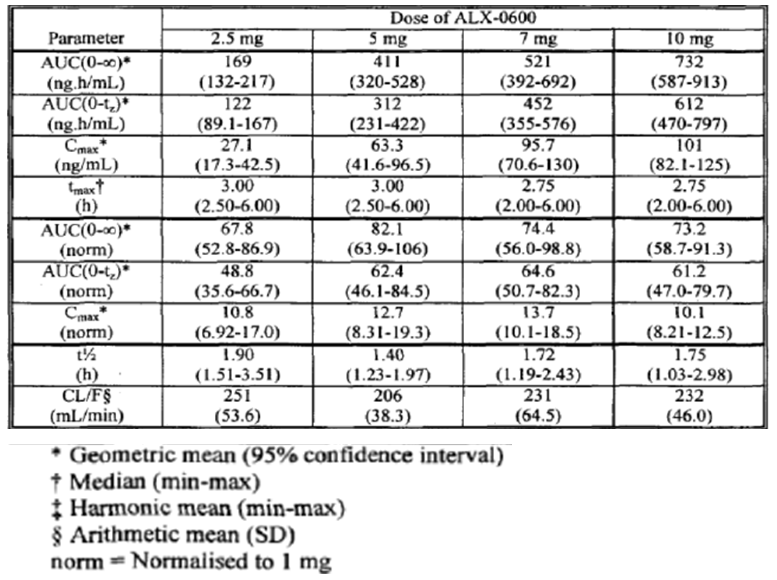 Dose of ALX-0600
Parameter 2.5 mg 5 mg 7 mg 10 mg
AUC(0-∞)* 169 411 521 732
(ng.h/mL) (132-217) (320-528) (392-692) (587-913)
AUC(0-tz)* 122 312 452 612
(ng.h/mL) (89.1-167) (231-422) (355-576) (470-797)
Cmax* 27.1 63.3 95.7 101
(ng/mL) (17.3-42.5) (41.6-96.5) (70.6-130) (82.1-125)
tmax† 3.00 3.00 2.75 2.75
(h) (2.50-6.00) (2.50-6.00) (2.00-6.00) (2.00-6.00)
AUC(0-∞)* 67.8 82.1 74.4 73.2
(norm) (52.8-86.9) (63.9-106) (56.0-98.8) (58.7-91.3)
AUC(0-tz)* 48.8 62.4 64.6 61.2
(norm) (35.6-66.7) (46.1-84.5) (50.7-82.3) (47.0-79.7)
Cmax* 10.8 12.7 13.7 10.1
(norm) (6.92-17.0) (8.31-19.3) (10.1-18.5) (8.21-12.5)
t½ 1.90 1.40 1.72 1.75
(h) (1.51-3.51) (1.23-1.97) (1.19-2.43) (1.03-2.98)
CL/F§ 251 206 231 232
(mL/min) (53.6) (38.3) (64.5) (46.0)
* Geometric mean (95% confidence interval)
† Median (min-max)
‡ Harmonic mean (min-max)
§ Arithmetic mean (SD)
norm = Normalised to 1 mg